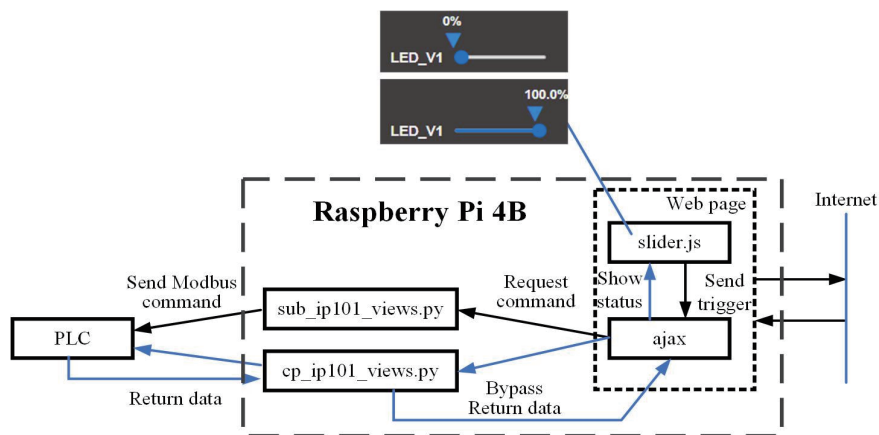 0%
LED_V1
100.0%
LED_V1
Raspberry Pi 4B
Web page
Internet
slider.js
Send Modbus
command
Request
command
Show
status
Send
trigger
sub_ip101_views.py
PLC
ajax
cp_ip101_views.py
Return data
Bypass
Return data